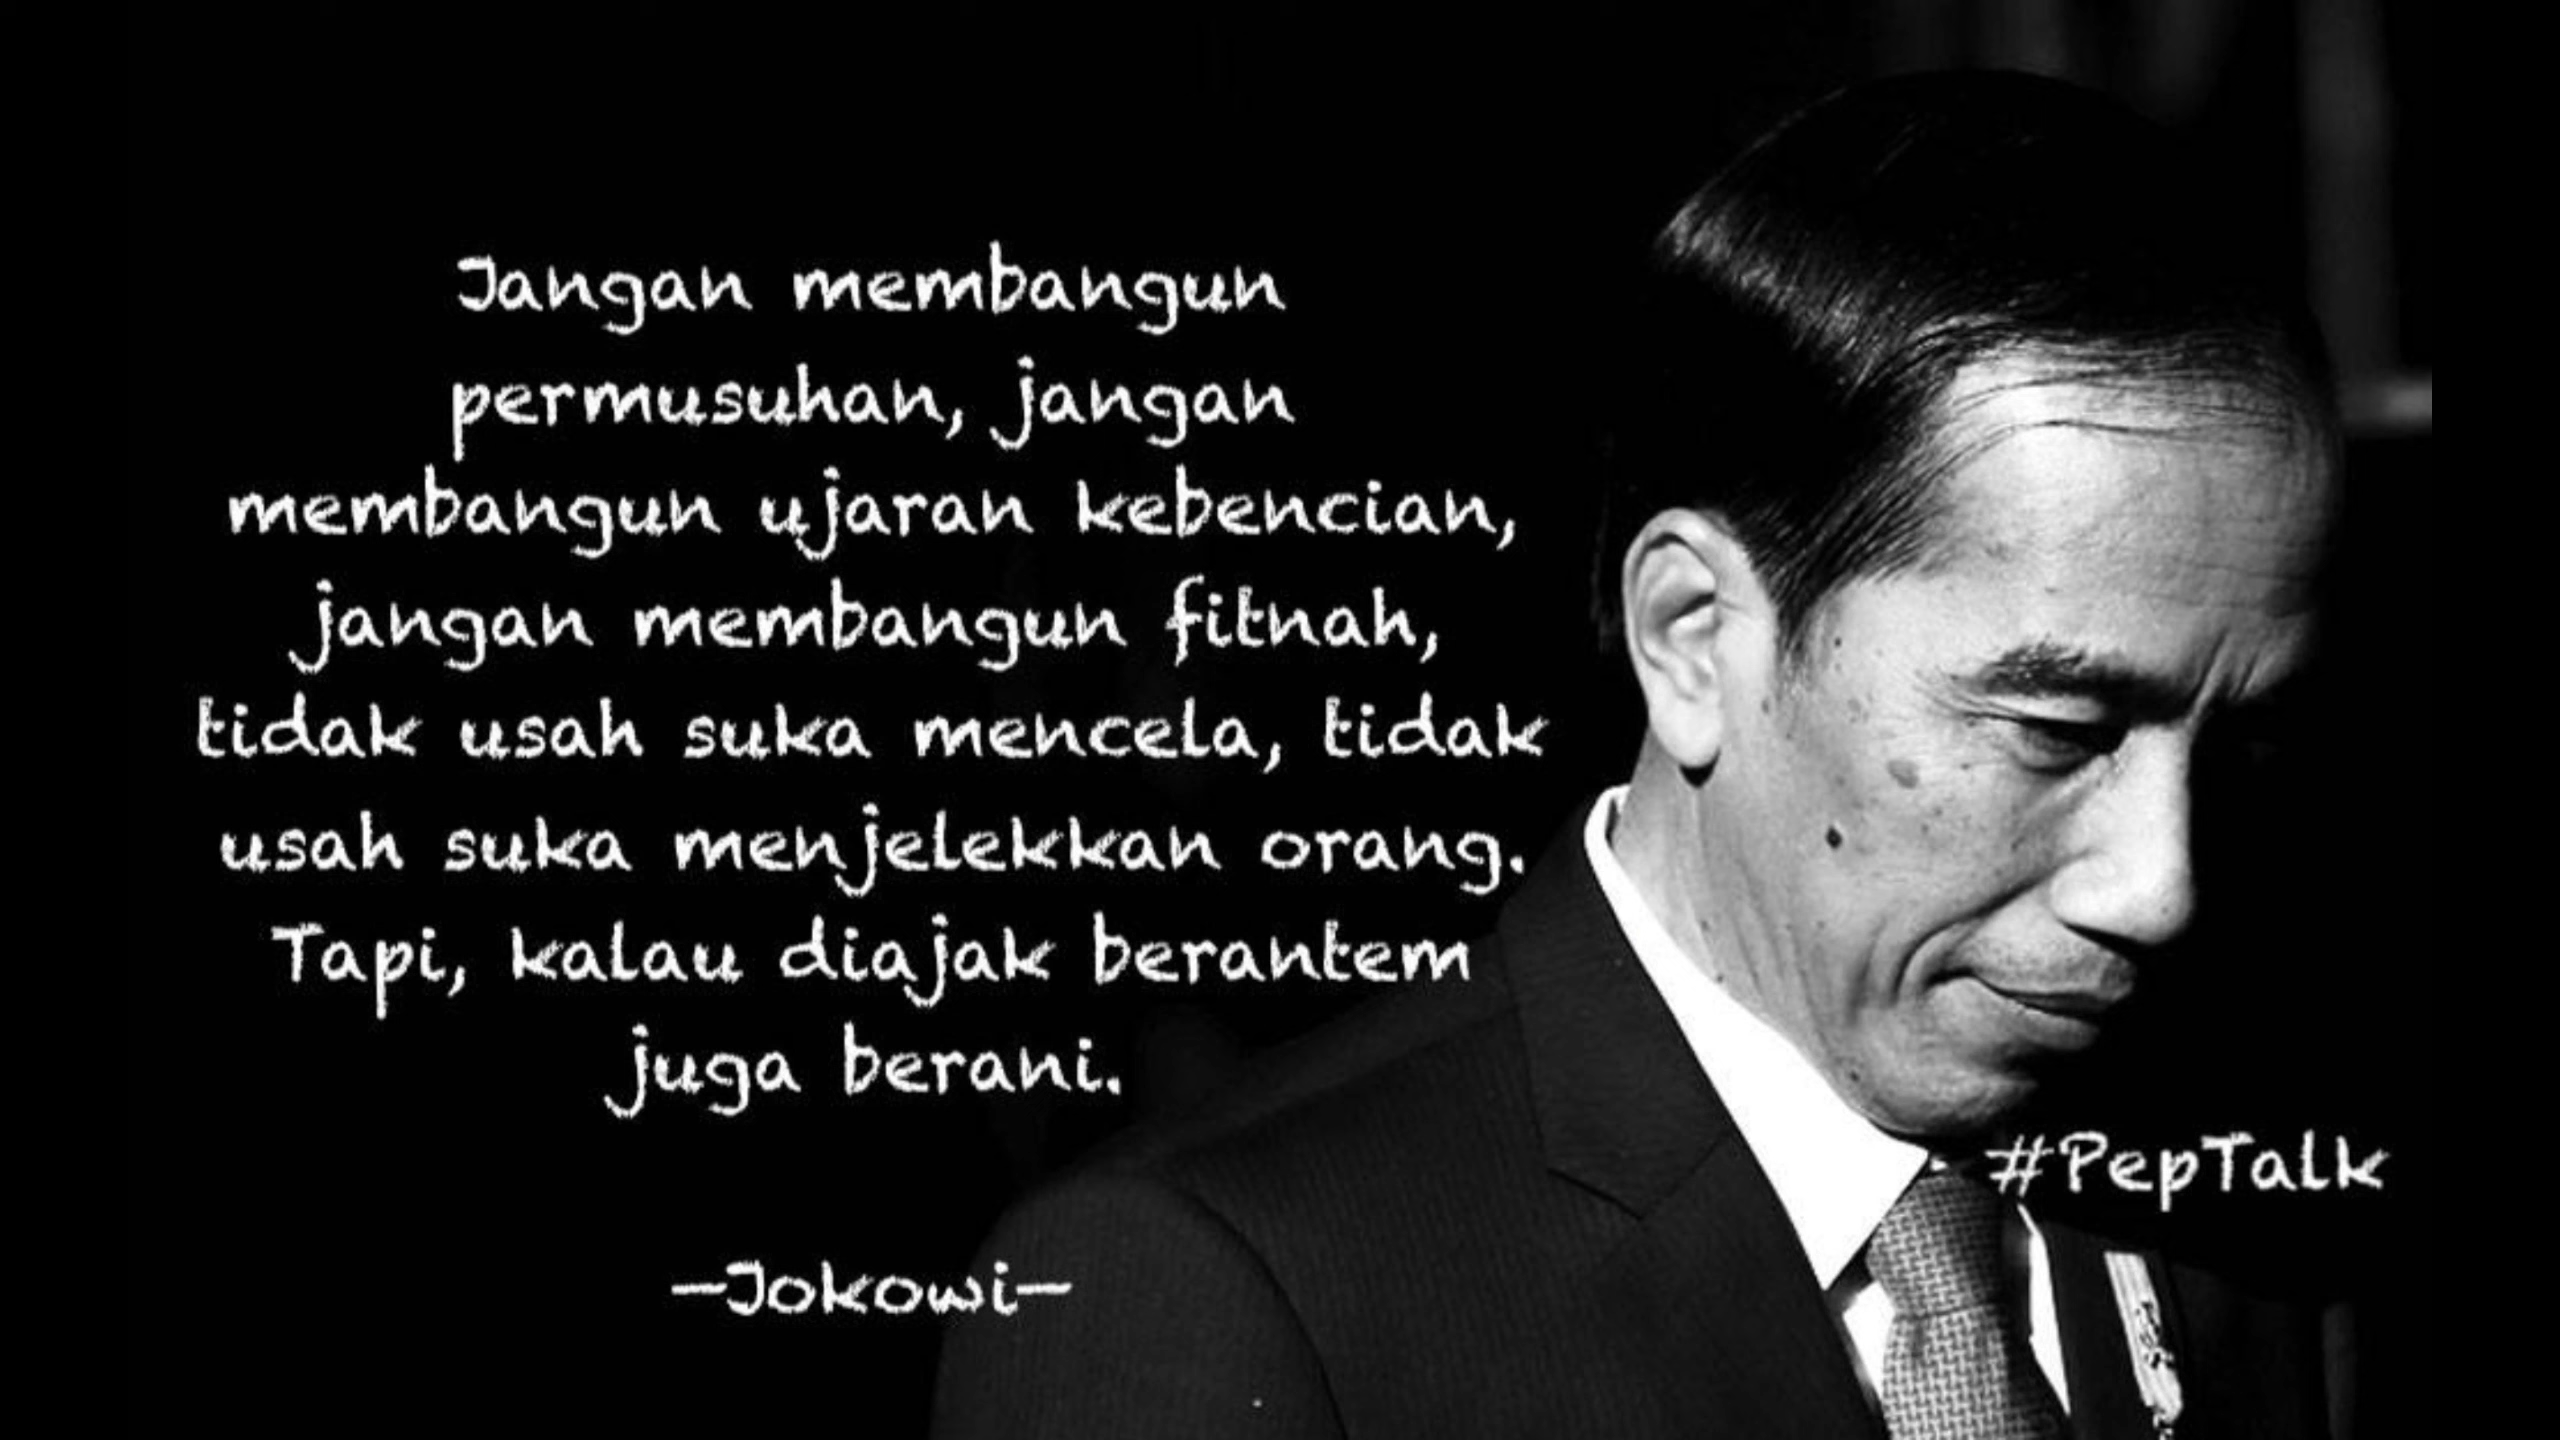 Jangan membangun
permusuhan, jangan
membangun ujaran kebencian,
jangan membangun fitnah,
tidak usah suka mencela, tidak
usah suka menjelekkan orang.
Tapi, kalau diajak berantem
juga berani.
#PepTalk
—Jokowi—